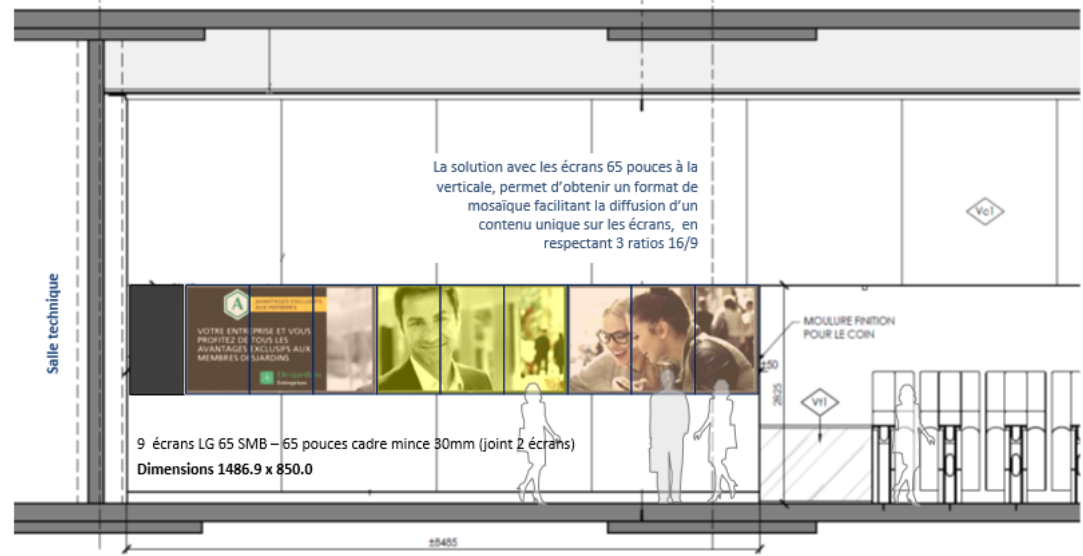 La solution avec les écrans 65 pouces à la
verticale, permet d'obtenir un format de
mosaïque facilitant la diffusion d'un
contenu unique sur les écrans, en
respectant 3 ratios 16/9
Vc1
Salle technique
A
AVANTAGES EXCLUSIFS
AUX MEMBRES
VOTRE ENTREPRISE ET VOUS
PROFITEZ DE TOUS LES
AVANTAGES EXCLUSIFS AUX
MEMBRES DESJARDINS
Desjardins
Entreprises
MOULURE FINITION
POUR LE COIN
±50
2825
Vt1
9 écrans LG 65 SMB – 65 pouces cadre mince 30mm (joint 2 écrans)
Dimensions 1486.9 x 850.0
±8485